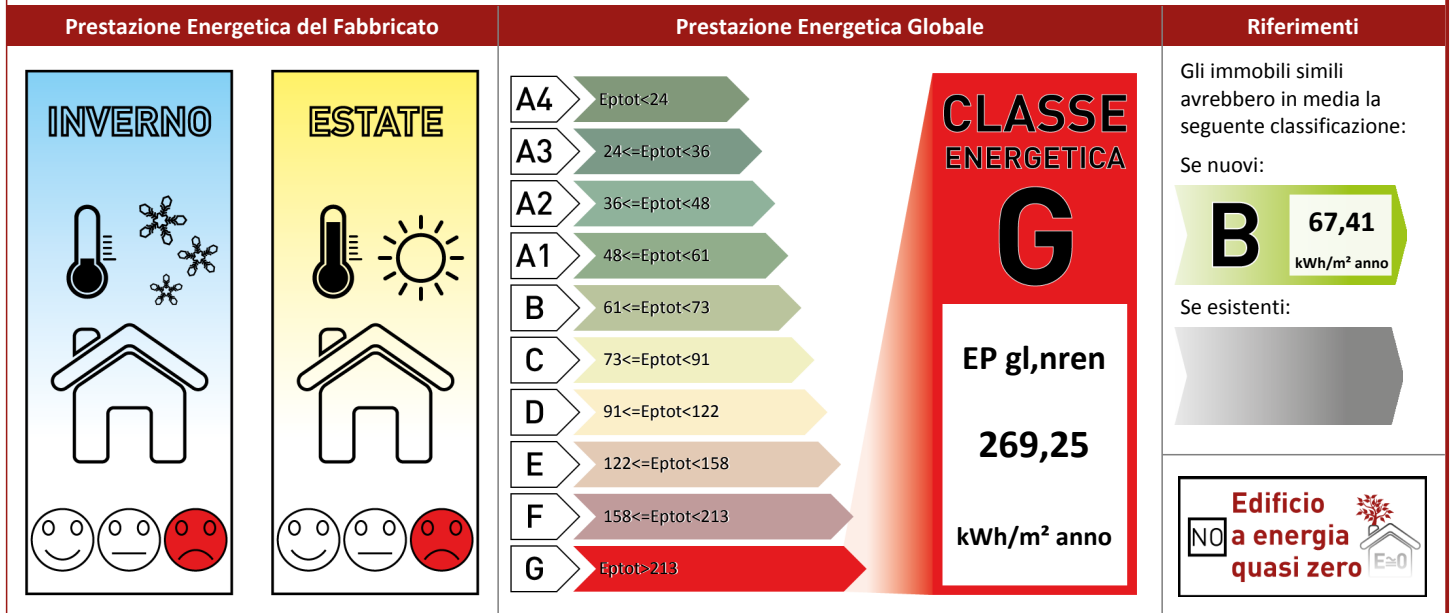 Prestazione Energetica del Fabbricato
Prestazione Energetica Globale
Riferimenti
INVERNO
ESTATE
A4
Eptot<24
A3
24<=Eptot<36
A2
36<=Eptot<48
A1
48<=Eptot<61
B
61<=Eptot<73
C
73<=Eptot<91
D
91<=Eptot<122
E
122<=Eptot<158
F
158<=Eptot<213
G
Eptot>213
CLASSE
ENERGETICA
G
EP gl,nren
269,25
kWh/m² anno
Gli immobili simili
avrebbero in media la
seguente classificazione:
Se nuovi:
B
67,41
kWh/m² anno
Se esistenti:
Edificio
NO a energia
quasi zero
E≅0